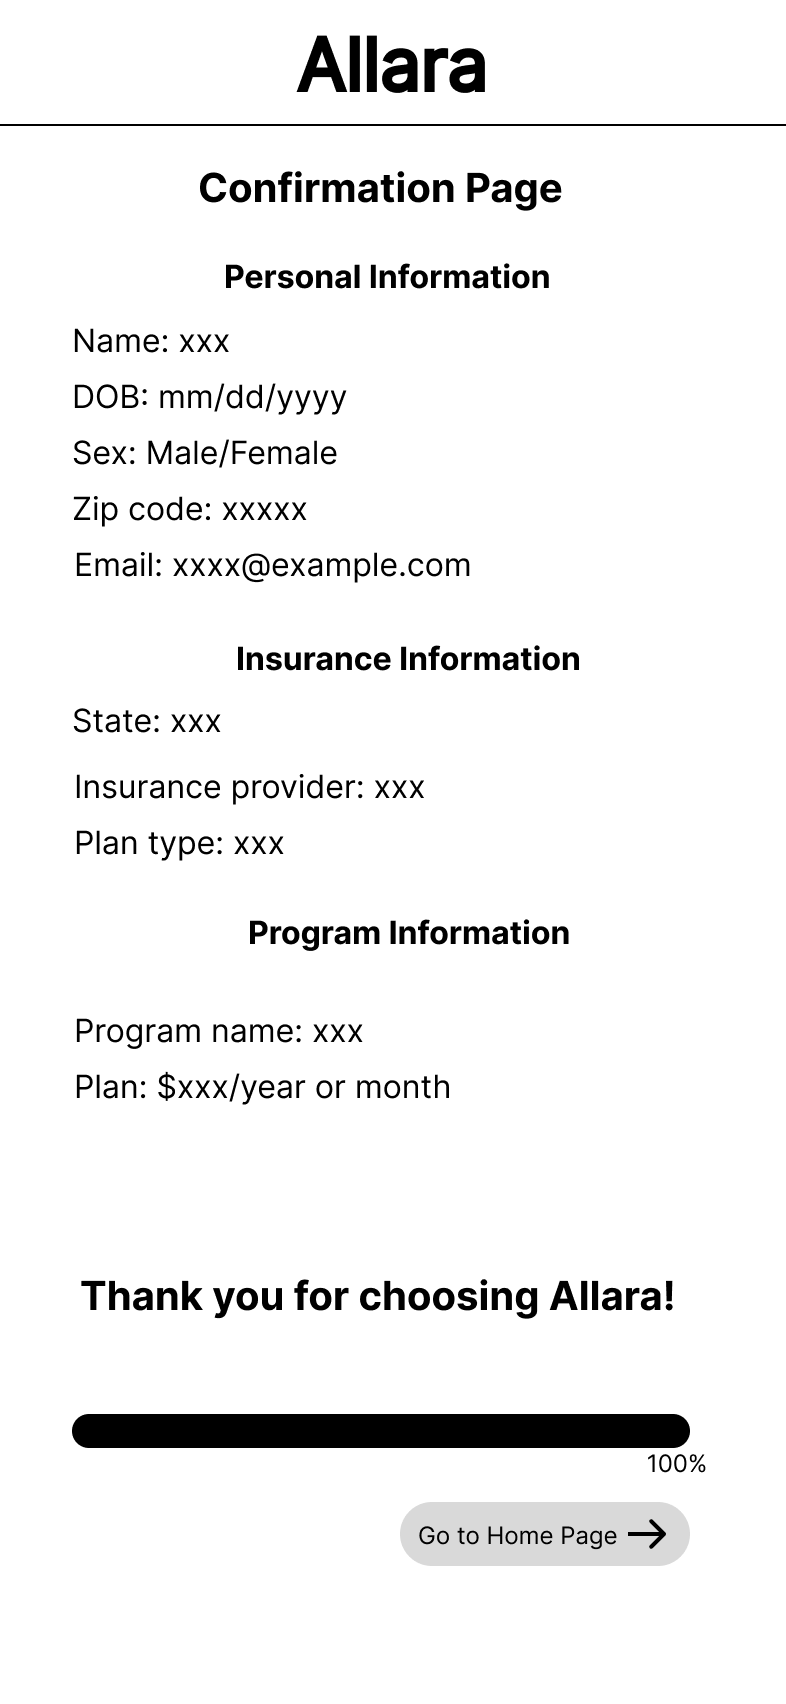 Allara
Confirmation Page
Personal Information
Name: xxx
DOB: mm/dd/yyyy
Sex: Male/Female
Zip code: xxxxx
Email: xxxx@example.com
Insurance Information
State: xxx
Insurance provider: xxx
Plan type: xxx
Program Information
Program name: xxx
Plan: $xxx/year or month
Thank you for choosing Allara!
100%
Go to Home Page